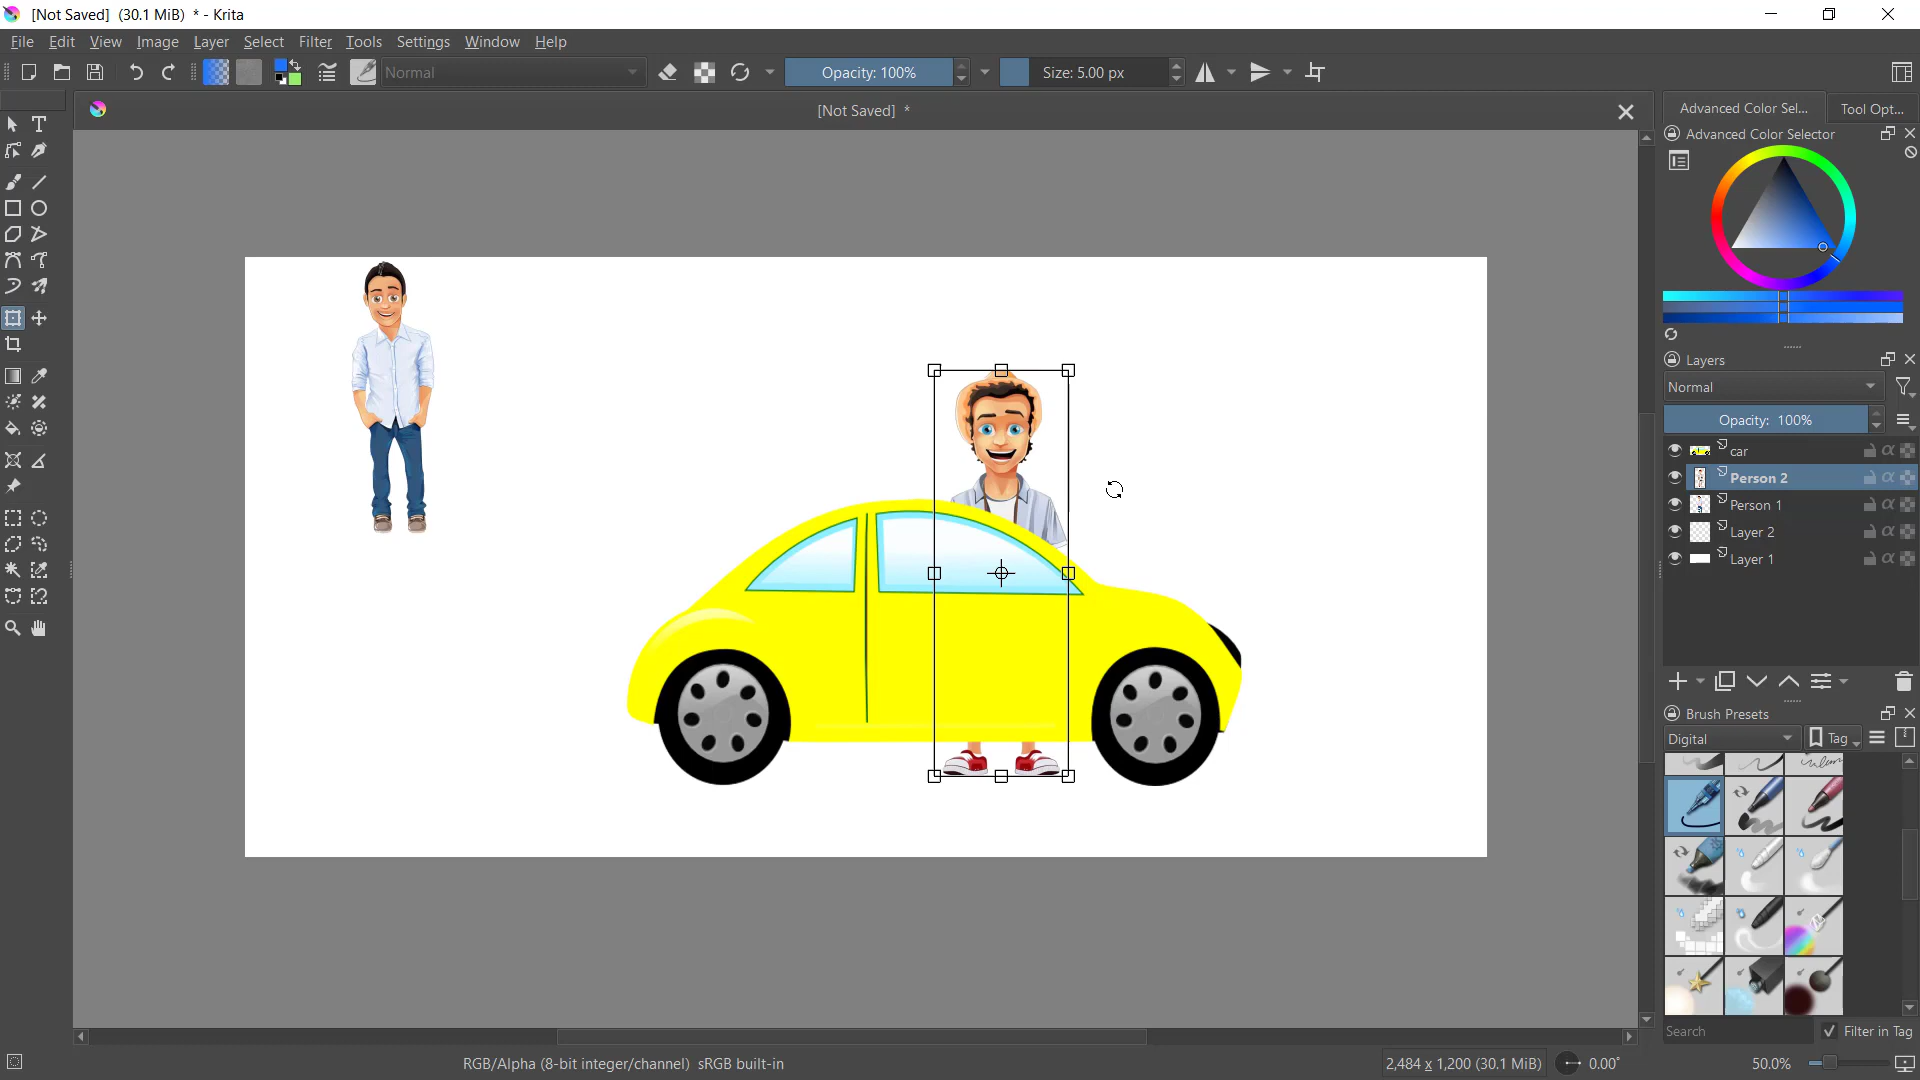 [Not Saved] (30.1 MiB) * - Krita
File Edit View Image Layer Select Filter Tools Settings Window Help
Normal Opacity: 100% Size: 5.00 px
[Not Saved] *
Advanced Color Sel... Tool Opt...
Advanced Color Selector
Layers
Normal
Opacity: 100%
car
Person 2
Person 1
Layer 2
Layer 1
Brush Presets
Digital Tag
Search Filter in Tag
RGB/Alpha (8-bit integer/channel) sRGB built-in 2,484 x 1,200 (30.1 MiB) 0.00° 50.0%